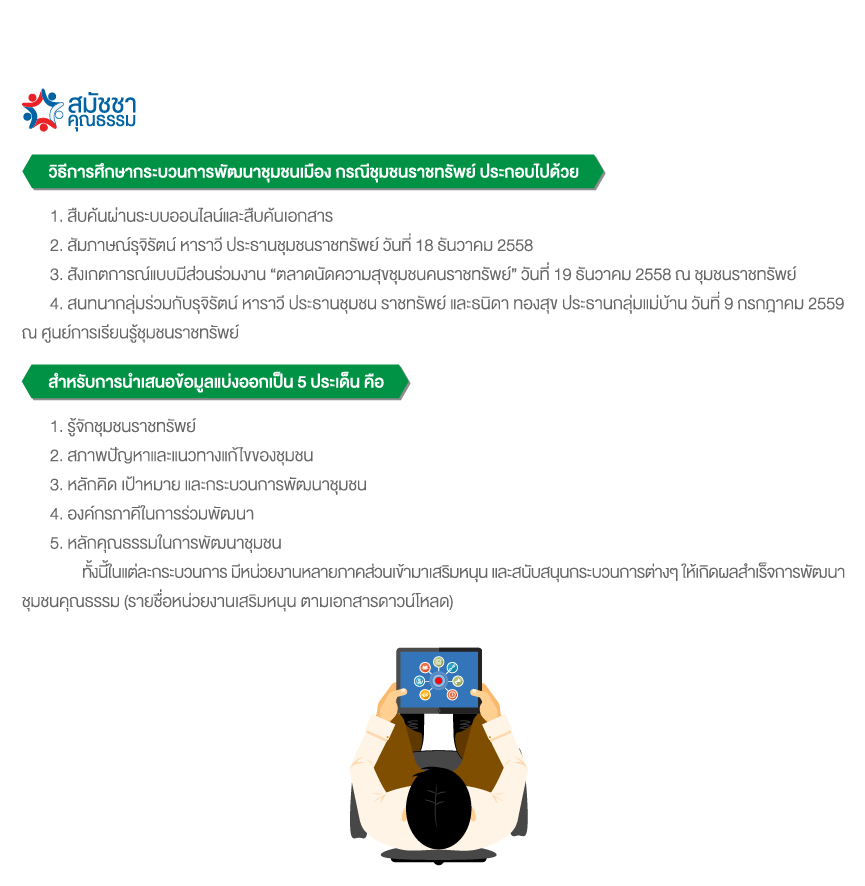 สมัชชา
คุณธรรม
วิธีการศึกษากระบวนการพัฒนาชุมชนเมือง กรณีชุมชนราชทรัพย์ ประกอบไปด้วย
1. สืบค้นผ่านระบบออนไลน์และสืบค้นเอกสาร
2. สัมภาษณ์รุจิรัตน์ หาราวี ประธานชุมชนราชทรัพย์ วันที่ 18 ธันวาคม 2558
3. สังเกตการณ์แบบมีส่วนร่วมงาน “ตลาดนัดความสุขชุมชนคนราชทรัพย์” วันที่ 19 ธันวาคม 2558 ณ ชุมชนราชทรัพย์
4. สนทนากลุ่มร่วมกับรุจิรัตน์ หาราวี ประธานชุมชน ราชทรัพย์ และธนิดา ทองสุข ประธานกลุ่มแม่บ้าน วันที่ 9 กรกฎาคม 2559
ณ ศูนย์การเรียนรู้ชุมชนราชทรัพย์
สำหรับการนำเสนอข้อมูลแบ่งออกเป็น 5 ประเด็น คือ
1. รู้จักชุมชนราชทรัพย์
2. สภาพปัญหาและแนวทางแก้ไขของชุมชน
3. หลักคิด เป้าหมาย และกระบวนการพัฒนาชุมชน
4. องค์กรภาคีในการร่วมพัฒนา
5. หลักคุณธรรมในการพัฒนาชุมชน
ทั้งนี้ในแต่ละกระบวนการ มีหน่วยงานหลายภาคส่วนเข้ามาเสริมหนุน และสนับสนุนกระบวนการต่างๆ ให้เกิดผลสำเร็จการพัฒนา
ชุมชนคุณธรรม (รายชื่อหน่วยงานเสริมหนุน ตามเอกสารดาวน์โหลด)